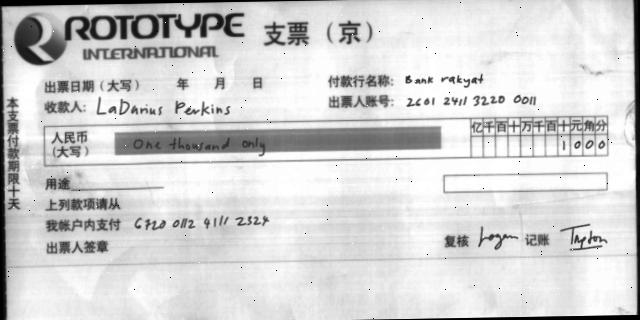 ROTOTYPE
INTERNATIONAL
支票（京）
出票日期（大写） 年 月 日
付款行名称: Bank rakyat
收款人: LaDarius Perkins
出票人账号: 2601 2411 3220 0011
本支票付款期限十天
人民币
（大写）
One thousand only
亿千百十万千百十元角分
1000
用途
上列款项请从
我帐户内支付 6720 0112 4111 2324
出票人签章
复核 Logan 记账 Tayton